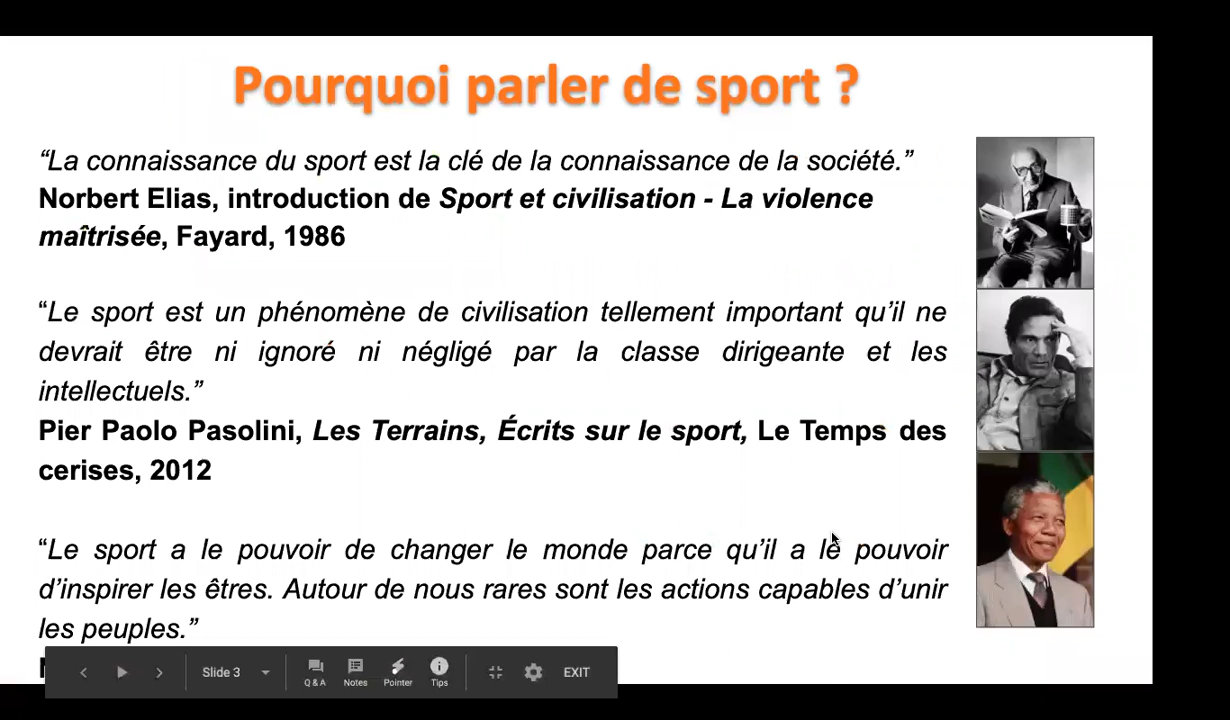 Pourquoi parler de sport ?
“La connaissance du sport est la clé de la connaissance de la société.”
Norbert Elias, introduction de Sport et civilisation - La violence
maîtrisée, Fayard, 1986
“Le sport est un phénomène de civilisation tellement important qu’il ne
devrait être ni ignoré ni négligé par la classe dirigeante et les
intellectuels.”
Pier Paolo Pasolini, Les Terrains, Écrits sur le sport, Le Temps des
cerises, 2012
“Le sport a le pouvoir de changer le monde parce qu’il a le pouvoir
d’inspirer les êtres. Autour de nous rares sont les actions capables d’unir
les peuples.”
Slide 3 Q & A Notes Pointer Tips EXIT